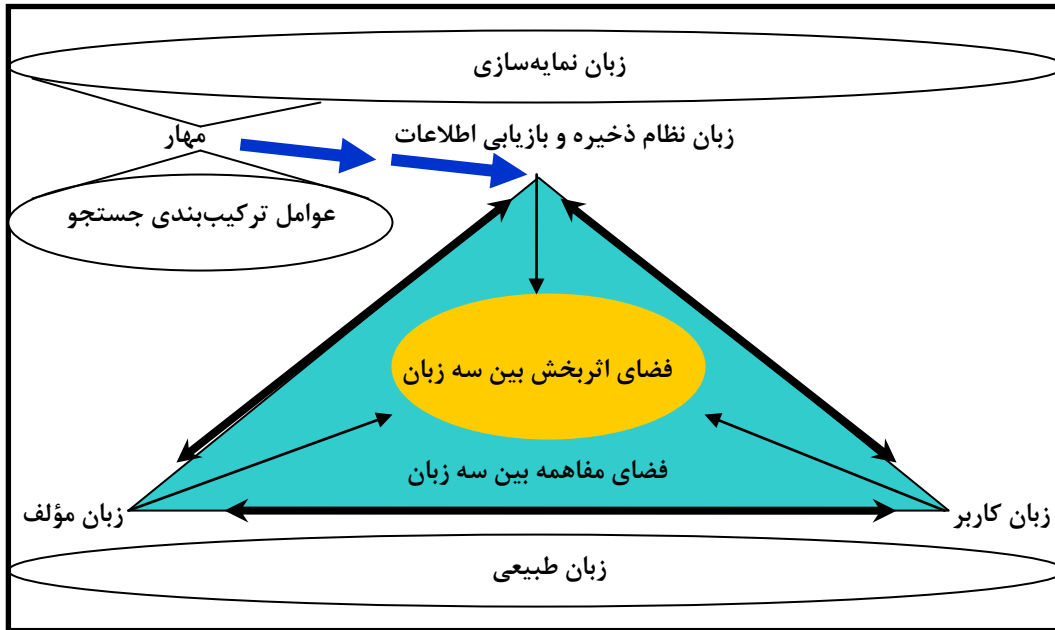 زبان نمایه‌سازی
زبان نظام ذخیره و بازیابی اطلاعات
مهار
عوامل ترکیب‌بندی جستجو
فضای اثربخش بین سه زبان
فضای مفاهمه بین سه زبان
زبان کاربر
زبان مؤلف
زبان طبیعی